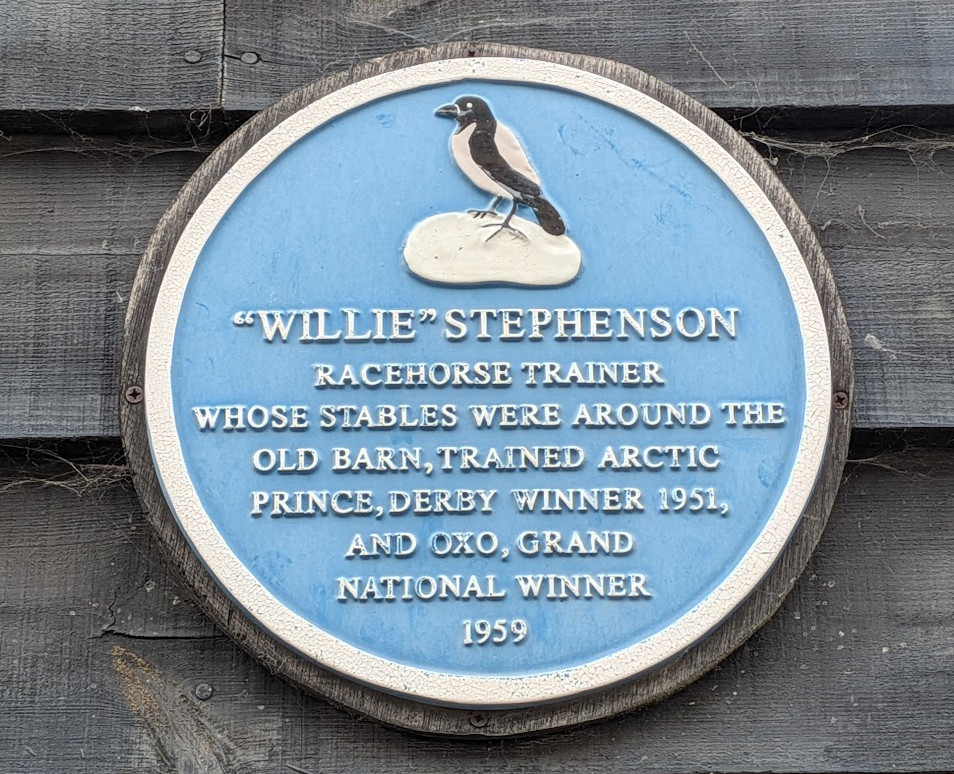 “WILLIE” STEPHENSON
RACEHORSE TRAINER
WHOSE STABLES WERE AROUND THE
OLD BARN, TRAINED ARCTIC
PRINCE, DERBY WINNER 1951,
AND OXO, GRAND
NATIONAL WINNER
1959